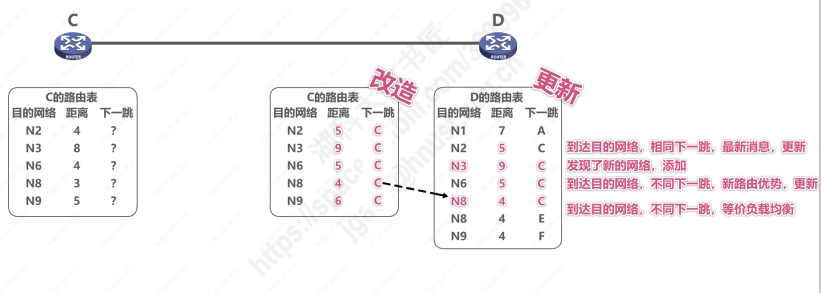 C
D
ROUTER
ROUTER
C的路由表
目的网络 距离 下一跳
N2 4 ?
N3 8 ?
N6 4 ?
N8 3 ?
N9 5 ?
改造
C的路由表
目的网络 距离 下一跳
N2 5 C
N3 9 C
N6 5 C
N8 4 C
N9 6 C
更新
D的路由表
目的网络 距离 下一跳
N1 7 A
N2 5 C
N3 9 C
N6 5 C
N8 4 C
N8 4 E
N9 4 F
到达目的网络，相同下一跳，最新消息，更新
发现了新的网络，添加
到达目的网络，不同下一跳，新路由优势，更新
到达目的网络，不同下一跳，等价负载均衡